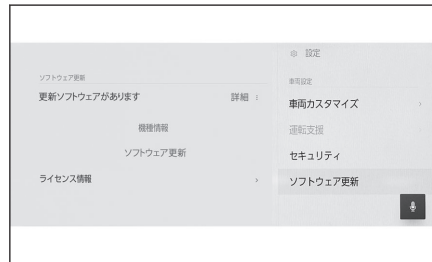 ソフトウェア更新
更新ソフトウェアがあります
詳細
機種情報
ソフトウェア更新
ライセンス情報
設定
車両設定
車両カスタマイズ
運転支援
セキュリティ
ソフトウェア更新